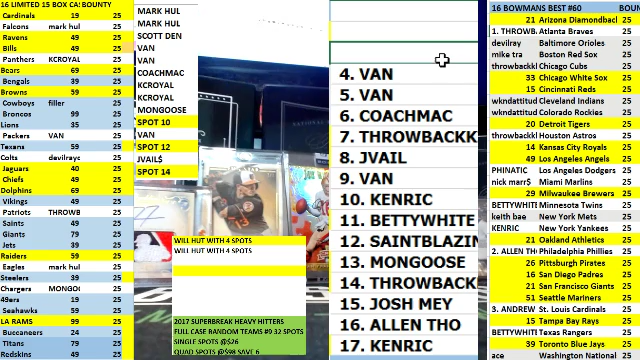 16 LIMITED 15 BOX CA: BOUNTY
Cardinals 19 25
Falcons mark hul 25
Ravens 49 25
Bills 49 25
Panthers KCROYAL 25
Bears 69 25
Bengals 39 25
Browns 59 25
Cowboys filler 25
Broncos 99 25
Lions 35 25
Packers VAN 25
Texans 59 25
Colts devilrayc 25
Jaguars 40 25
Chiefs 49 25
Dolphins 69 25
Vikings 49 25
Patriots THROWB 25
Saints 49 25
Giants 79 25
Jets 39 25
Raiders 59 25
Eagles mark hul 25
Steelers 39 25
Chargers MONGO 25
49ers 19 25
Seahawks 59 25
LA RAMS 99 25
Buccaneers 24 25
Titans 79 25
Redskins 49 25
MARK HUL
MARK HUL
SCOTT DEN
VAN
VAN
COACHMAC
KCROYAL
KCROYAL
MONGOOSE
SPOT 10
VAN
SPOT 12
JVAIL$
SPOT 14
WILL HUT WITH 4 SPOTS
WILL HUT WITH 4 SPOTS
2017 SUPERBREAK HEAVY HITTERS
FULL CASE RANDOM TEAMS #9 32 SPOTS
SINGLE SPOTS @$26
QUAD SPOTS @$98 SAVE 6
4. VAN
5. VAN
6. COACHMAC
7. THROWBACKK
8. JVAIL
9. VAN
10. KENRIC
11. BETTYWHITE
12. SAINTBLAZIN
13. MONGOOSE
14. THROWBACK
15. JOSH MEY
16. ALLEN THO
17. KENRIC
16 BOWMANS BEST #60 BOUN
21 Arizona Diamondbacl
1. THROWB. Atlanta Braves
devilray Baltimore Orioles
mike tra Boston Red Sox
throwbackkl Chicago Cubs
33 Chicago White Sox
15 Cincinnati Reds
wkndattitud Cleveland Indians
wkndattitud Colorado Rockies
20 Detroit Tigers
throwbackkl Houston Astros
14 Kansas City Royals
49 Los Angeles Angels
PHINATIC Los Angeles Dodgers
nick marr$ Miami Marlins
29 Milwaukee Brewers
BETTYWHITI Minnesota Twins
keith bae New York Mets
KENRIC New York Yankees
21 Oakland Athletics
2. ALLEN TH Philadelphia Phillies
26 Pittsburgh Pirates
16 San Diego Padres
21 San Francisco Giants
51 Seattle Mariners
3. ANDREW St. Louis Cardinals
15 Tampa Bay Rays
BETTYWHITI Texas Rangers
39 Toronto Blue Jays
ace Washington National